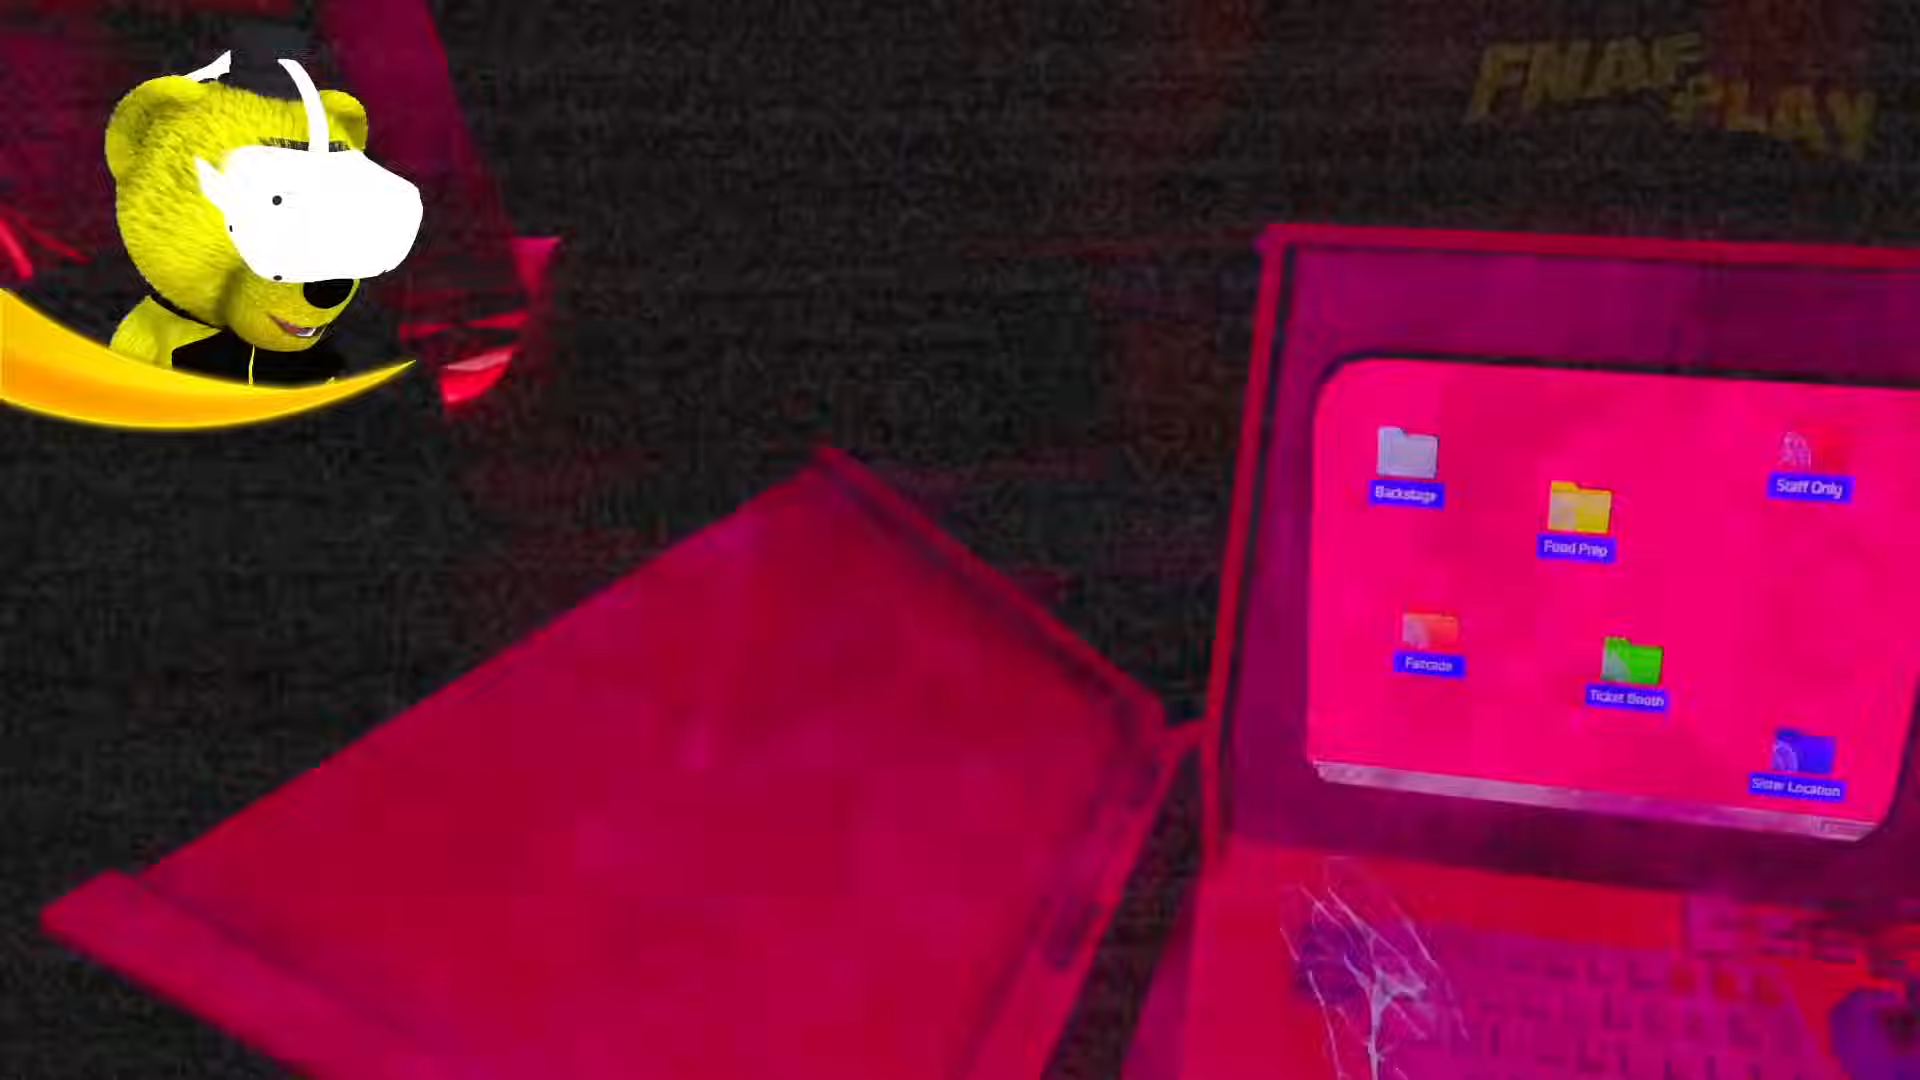 FNAF
PLAY
Backstage
Staff Only
Food Prep
Fazcade
Ticket Booth
Sister Location